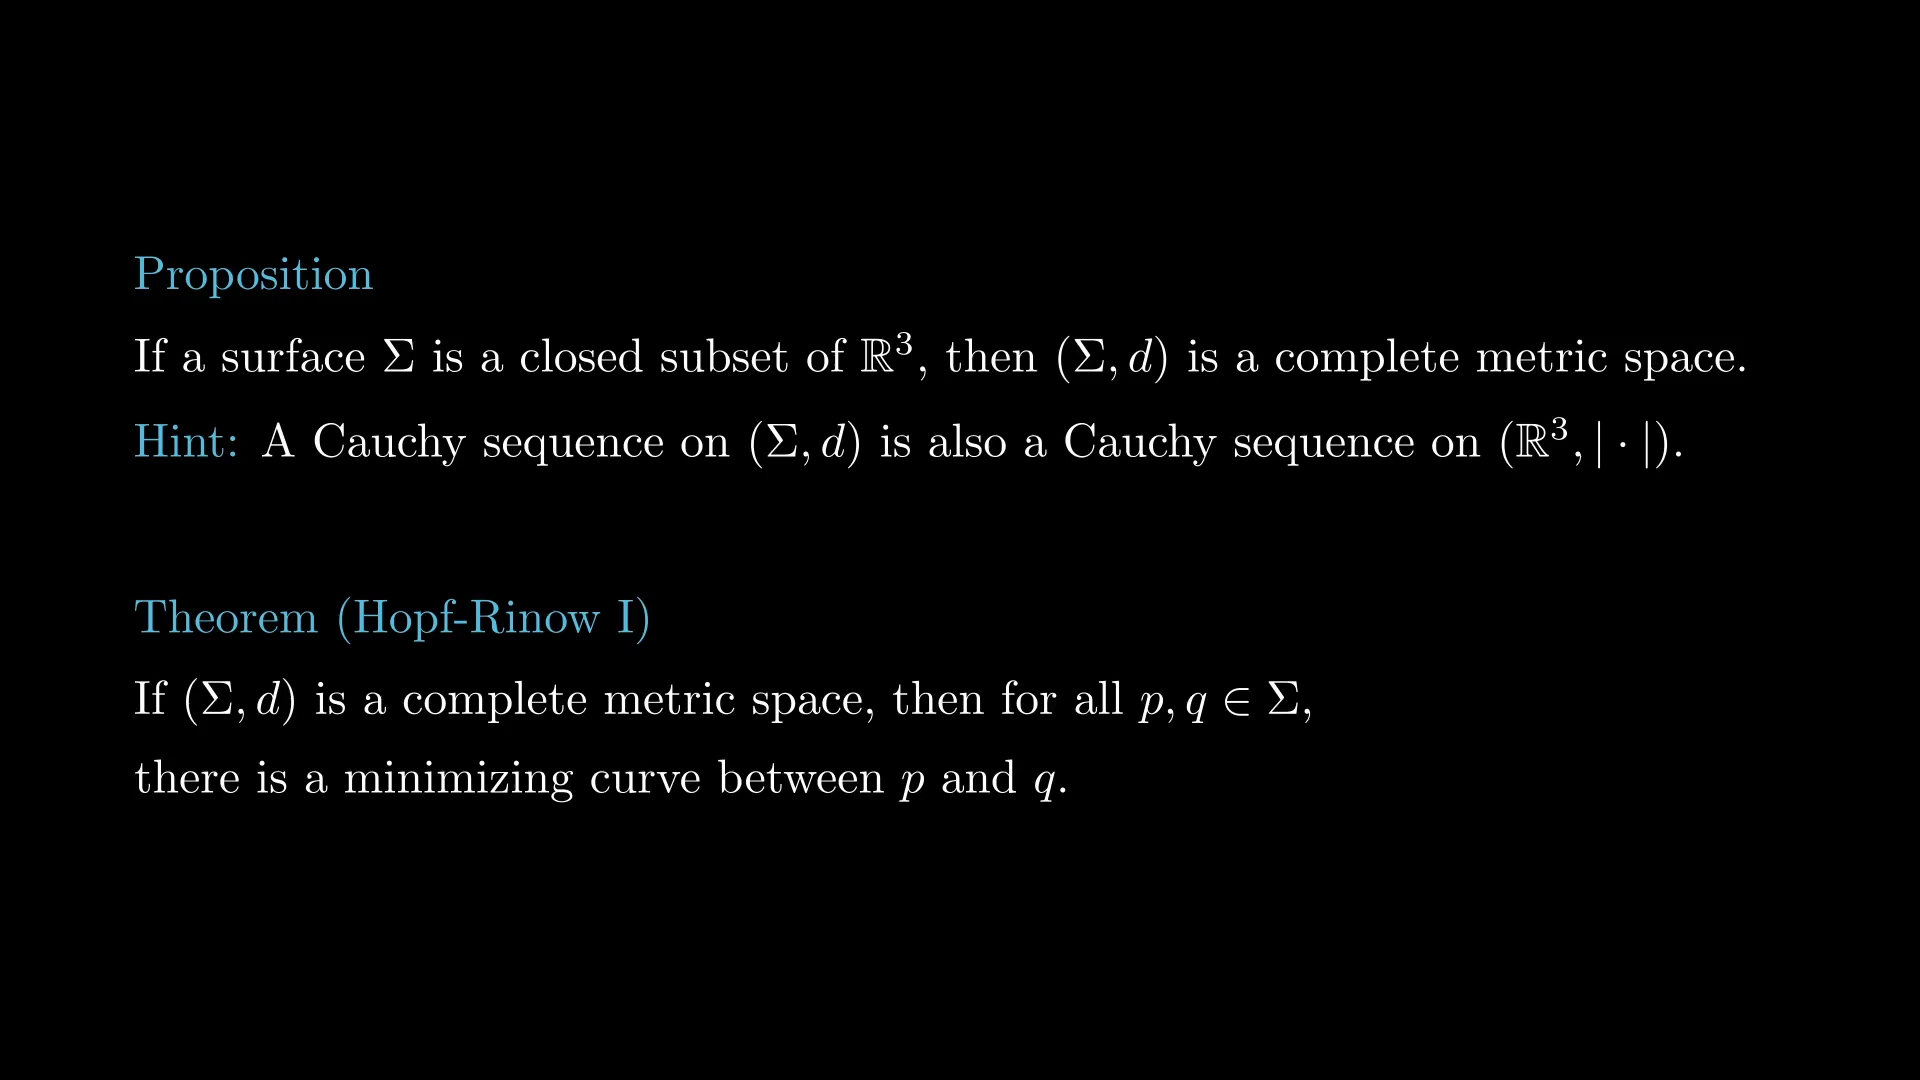 Proposition
If a surface Σ is a closed subset of ℝ³, then (Σ, d) is a complete metric space.
Hint: A Cauchy sequence on (Σ, d) is also a Cauchy sequence on (ℝ³, | · |).
Theorem (Hopf-Rinow I)
If (Σ, d) is a complete metric space, then for all p, q ∈ Σ,
there is a minimizing curve between p and q.